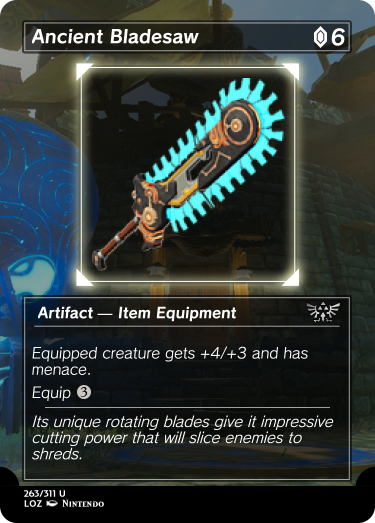 Ancient Bladesaw 6
Artifact — Item Equipment
Equipped creature gets +4/+3 and has
menace.
Equip 3
Its unique rotating blades give it impressive
cutting power that will slice enemies to
shreds.
263/311 U
LOZ Nintendo